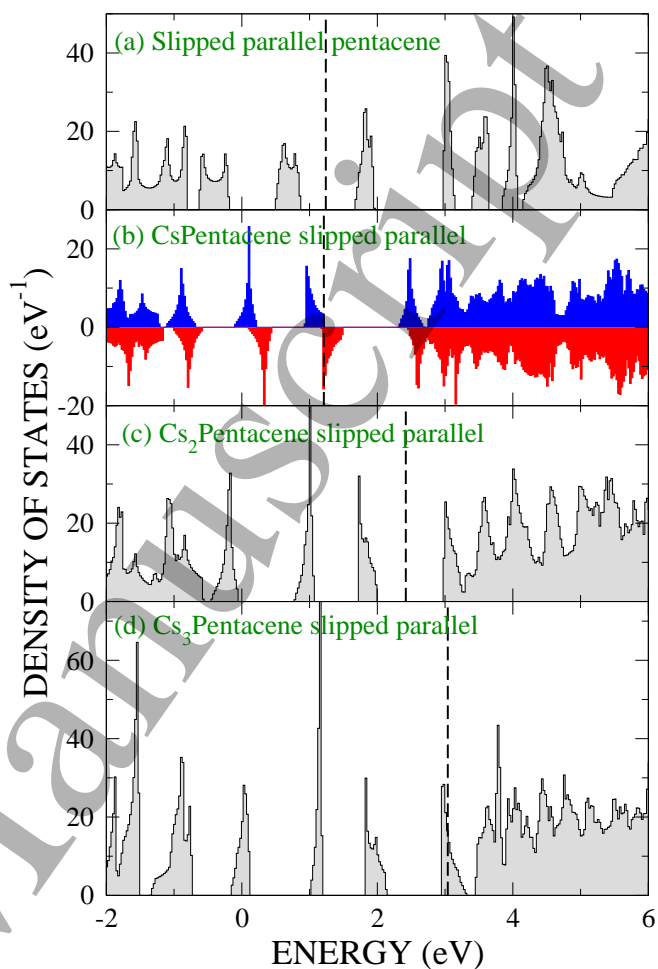 (a) Slipped parallel pentacene
40
20
0
(b) CsPentacene slipped parallel
20
0
-20
(c) Cs2Pentacene slipped parallel
40
20
0
(d) Cs3Pentacene slipped parallel
60
40
20
0
-2 0 2 4 6
ENERGY (eV)
DENSITY OF STATES (eV-1)
anuscript